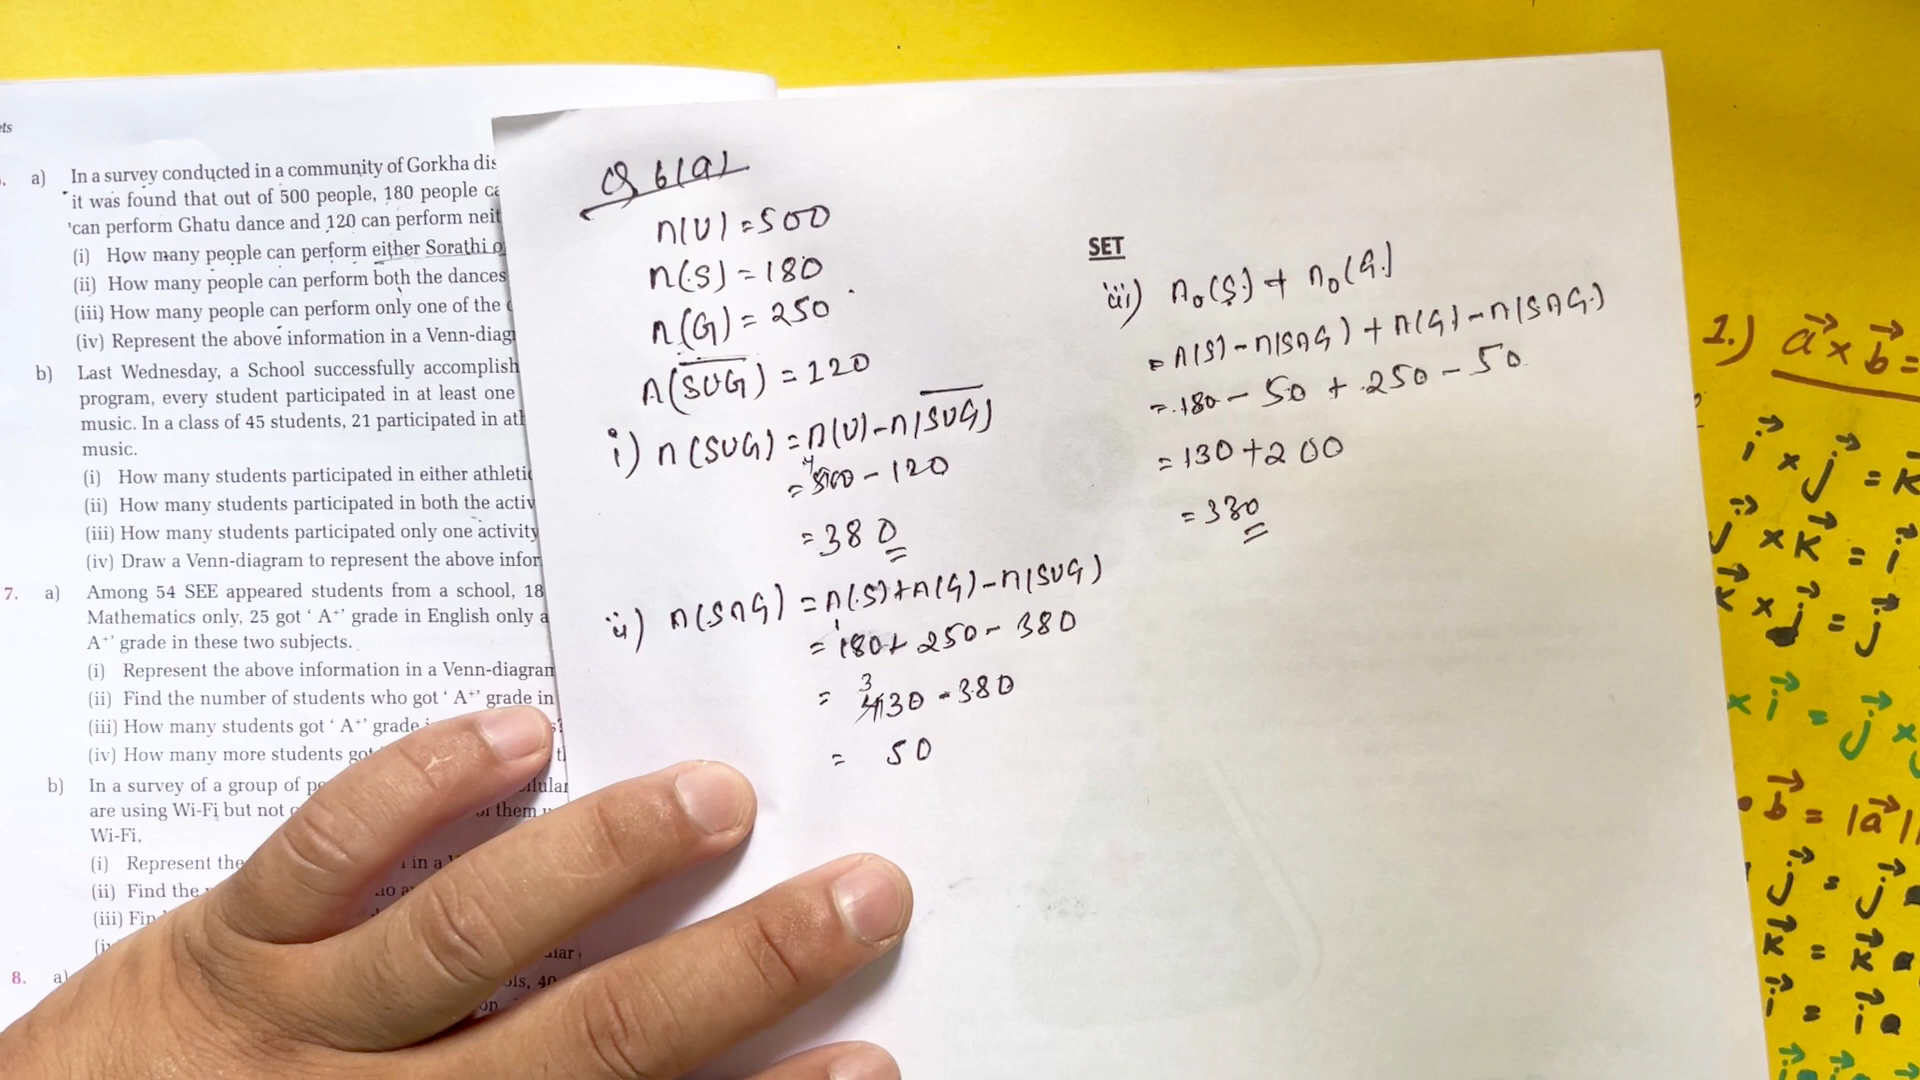 ets
a) In a survey conducted in a community of Gorkha dis
it was found that out of 500 people, 180 people ca
can perform Ghatu dance and 120 can perform neit
(i) How many people can perform either Sorathi o
(ii) How many people can perform both the dances
(iii) How many people can perform only one of the d
(iv) Represent the above information in a Venn-diag
b) Last Wednesday, a School successfully accomplish
program, every student participated in at least one
music. In a class of 45 students, 21 participated in ath
music.
(i) How many students participated in either athleti
(ii) How many students participated in both the activ
(iii) How many students participated only one activity
(iv) Draw a Venn-diagram to represent the above infor
7. a) Among 54 SEE appeared students from a school, 18
Mathematics only, 25 got ‘ A⁺’ grade in English only a
A⁺’ grade in these two subjects.
(i) Represent the above information in a Venn-diagram
(ii) Find the number of students who got ‘ A⁺’ grade in
(iii) How many students got ‘ A⁺’ grade
(iv) How many more students got
b) In a survey of a group of
are using Wi-Fi but not of them
Wi-Fi,
(i) Represent the in a
(ii) Find the
(iii)
8. a) 40
Q 6(a)
n(U) = 500
n(S) = 180
n(G) = 250
n(S̅U̅G̅) = 120
i) n(SUG) = n(U) - n(S̅U̅G̅)
= 500 - 120
= 380
ii) n(S∩G) = n(S) + n(G) - n(SUG)
= 180 + 250 - 380
= 430 - 380
= 50
SET
iii) n₀(S) + n₀(G)
= n(S) - n(S∩G) + n(G) - n(S∩G)
= 180 - 50 + 250 - 50
= 130 + 200
= 330
1.) a⃗ × b⃗ =
i⃗ × j⃗ = k⃗
j⃗ × k⃗ = i⃗
k⃗ × i⃗ = j⃗
× i⃗ = j⃗ ×
b⃗ = |a⃗|
j⃗ = j⃗
k⃗ = k⃗
i⃗ = i⃗